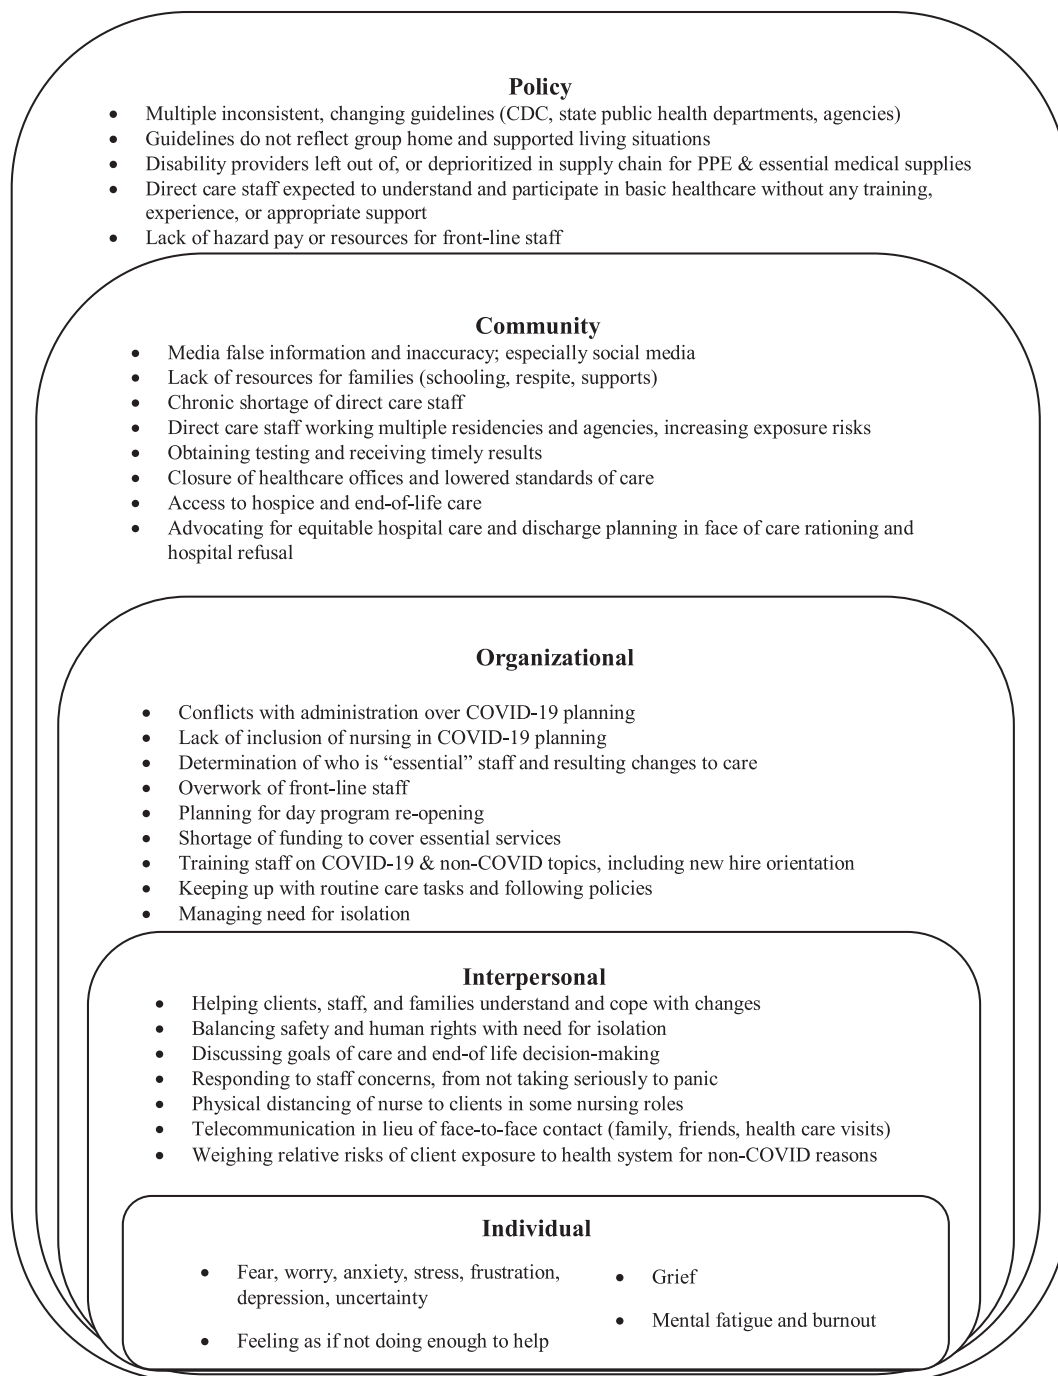 Policy
• Multiple inconsistent, changing guidelines (CDC, state public health departments, agencies)
• Guidelines do not reflect group home and supported living situations
• Disability providers left out of, or deprioritized in supply chain for PPE & essential medical supplies
• Direct care staff expected to understand and participate in basic healthcare without any training,
experience, or appropriate support
• Lack of hazard pay or resources for front-line staff
Community
• Media false information and inaccuracy; especially social media
• Lack of resources for families (schooling, respite, supports)
• Chronic shortage of direct care staff
• Direct care staff working multiple residencies and agencies, increasing exposure risks
• Obtaining testing and receiving timely results
• Closure of healthcare offices and lowered standards of care
• Access to hospice and end-of-life care
• Advocating for equitable hospital care and discharge planning in face of care rationing and
hospital refusal
Organizational
• Conflicts with administration over COVID-19 planning
• Lack of inclusion of nursing in COVID-19 planning
• Determination of who is “essential” staff and resulting changes to care
• Overwork of front-line staff
• Planning for day program re-opening
• Shortage of funding to cover essential services
• Training staff on COVID-19 & non-COVID topics, including new hire orientation
• Keeping up with routine care tasks and following policies
• Managing need for isolation
Interpersonal
• Helping clients, staff, and families understand and cope with changes
• Balancing safety and human rights with need for isolation
• Discussing goals of care and end-of life decision-making
• Responding to staff concerns, from not taking seriously to panic
• Physical distancing of nurse to clients in some nursing roles
• Telecommunication in lieu of face-to-face contact (family, friends, health care visits)
• Weighing relative risks of client exposure to health system for non-COVID reasons
Individual
• Fear, worry, anxiety, stress, frustration,
depression, uncertainty
• Feeling as if not doing enough to help
• Grief
• Mental fatigue and burnout